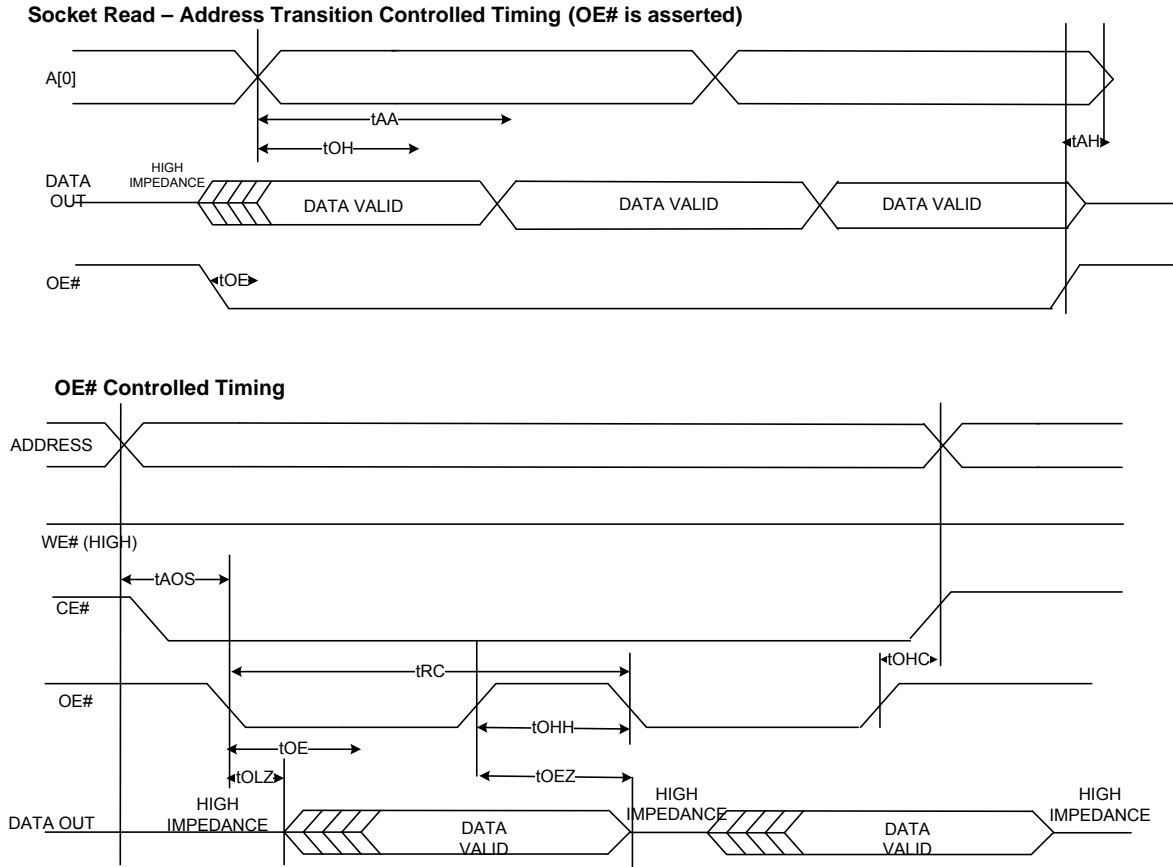 Socket Read – Address Transition Controlled Timing (OE# is asserted)
A[0]
tAA
tOH
tAH
HIGH
IMPEDANCE
DATA
OUT
DATA VALID
DATA VALID
DATA VALID
OE#
tOE
OE# Controlled Timing
ADDRESS
WE# (HIGH)
tAOS
CE#
tRC
tOHC
OE#
tOHH
tOE
tOLZ
tOEZ
HIGH
IMPEDANCE
HIGH
IMPEDANCE
HIGH
IMPEDANCE
DATA OUT
DATA
VALID
DATA
VALID